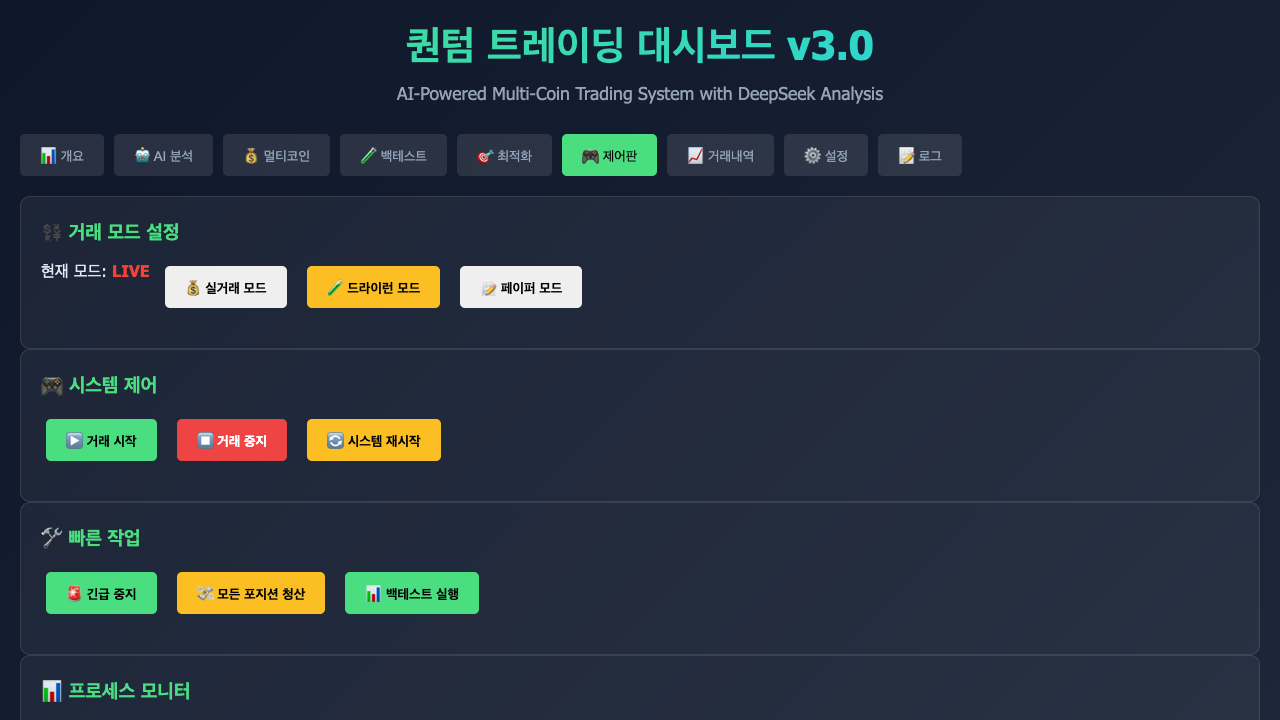 퀀텀 트레이딩 대시보드 v3.0
AI-Powered Multi-Coin Trading System with DeepSeek Analysis
📊 개요 🤖 AI 분석 💰 멀티코인 🧪 백테스트 🎯 최적화 🎮 제어판 📈 거래내역 ⚙️ 설정 📝 로그
💱 거래 모드 설정
현재 모드: LIVE 💰 실거래 모드 🧪 드라이런 모드 📝 페이퍼 모드
🎮 시스템 제어
▶️ 거래 시작 ⏹️ 거래 중지 🔄 시스템 재시작
🛠️ 빠른 작업
🚨 긴급 중지 💸 모든 포지션 청산 📊 백테스트 실행
📊 프로세스 모니터